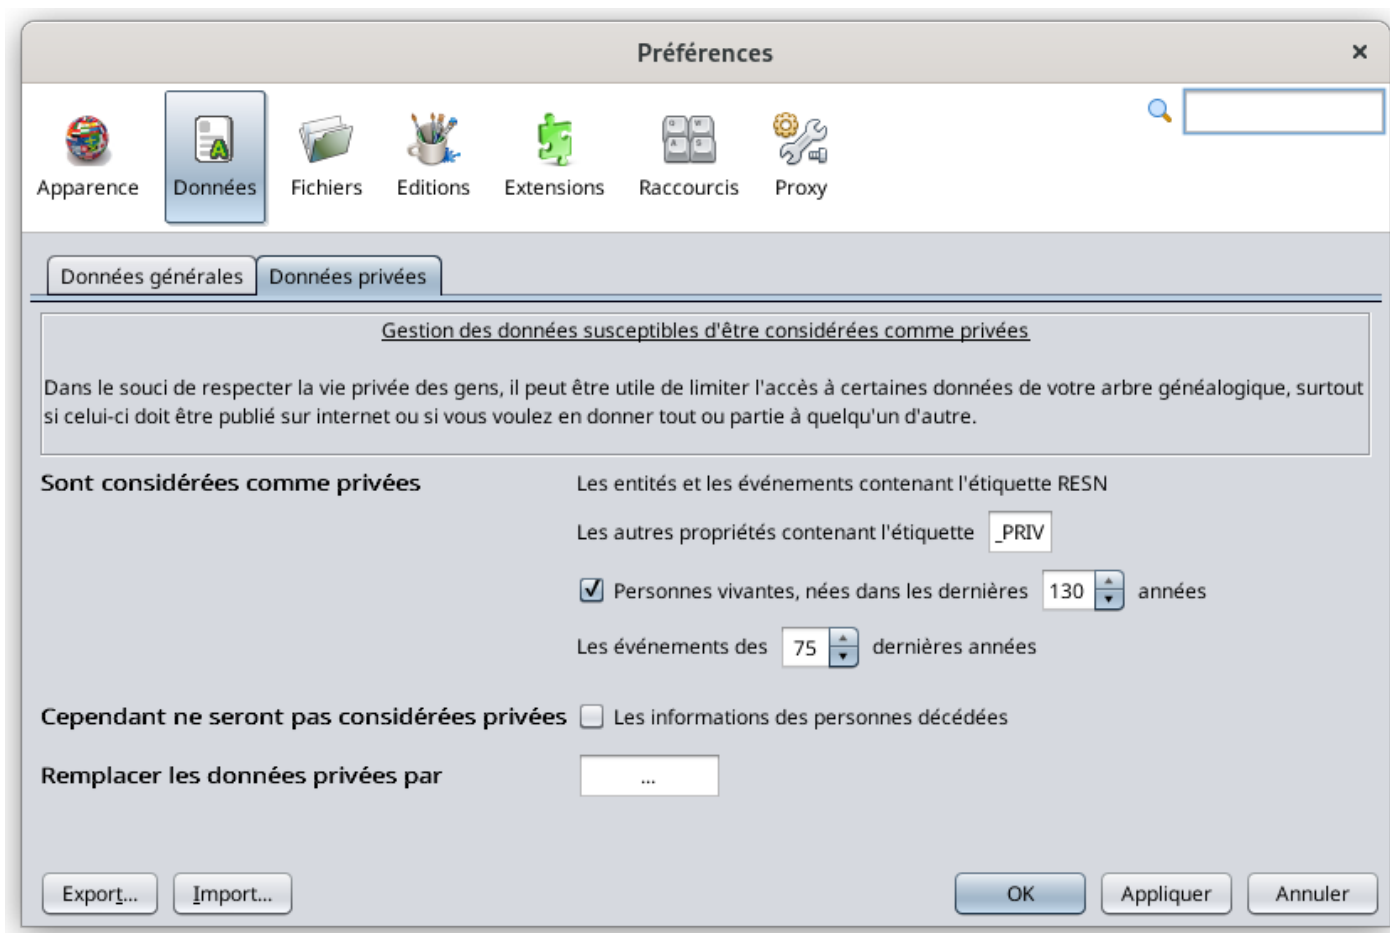 Préférences
Apparence
Données
Fichiers
Editions
Extensions
Raccourcis
Proxy
Données générales
Données privées
Gestion des données susceptibles d'être considérées comme privées
Dans le souci de respecter la vie privée des gens, il peut être utile de limiter l'accès à certaines données de votre arbre généalogique, surtout
si celui-ci doit être publié sur internet ou si vous voulez en donner tout ou partie à quelqu'un d'autre.
Sont considérées comme privées
Les entités et les événements contenant l'étiquette RESN
Les autres propriétés contenant l'étiquette _PRIV
Personnes vivantes, nées dans les dernières 130 années
Les événements des 75 dernières années
Cependant ne seront pas considérées privées
Les informations des personnes décédées
Remplacer les données privées par ...
Export...
Import...
OK
Appliquer
Annuler